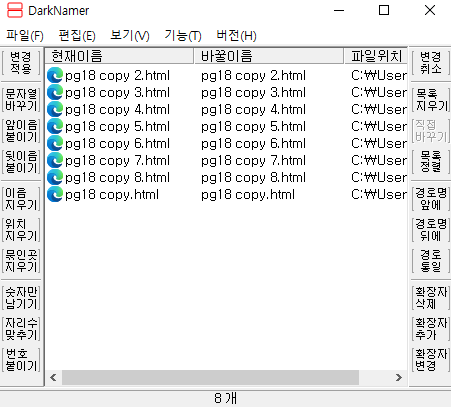 DarkNamer
파일(F) 편집(E) 보기(V) 기능(T) 버전(H)
변경
적용
문자열
바꾸기
앞이름
붙이기
뒷이름
붙이기
이름
지우기
위치
지우기
묶인곳
지우기
숫자만
남기기
자리수
맞추기
번호
붙이기
현재이름 바꿀이름 파일위치
pg18 copy 2.html pg18 copy 2.html C:\User
pg18 copy 3.html pg18 copy 3.html C:\User
pg18 copy 4.html pg18 copy 4.html C:\User
pg18 copy 5.html pg18 copy 5.html C:\User
pg18 copy 6.html pg18 copy 6.html C:\User
pg18 copy 7.html pg18 copy 7.html C:\User
pg18 copy 8.html pg18 copy 8.html C:\User
pg18 copy.html pg18 copy.html C:\User
변경
취소
목록
지우기
직접
바꾸기
목록
정렬
경로명
앞에
경로명
뒤에
경로
통일
확장자
삭제
확장자
추가
확장자
변경
8 개